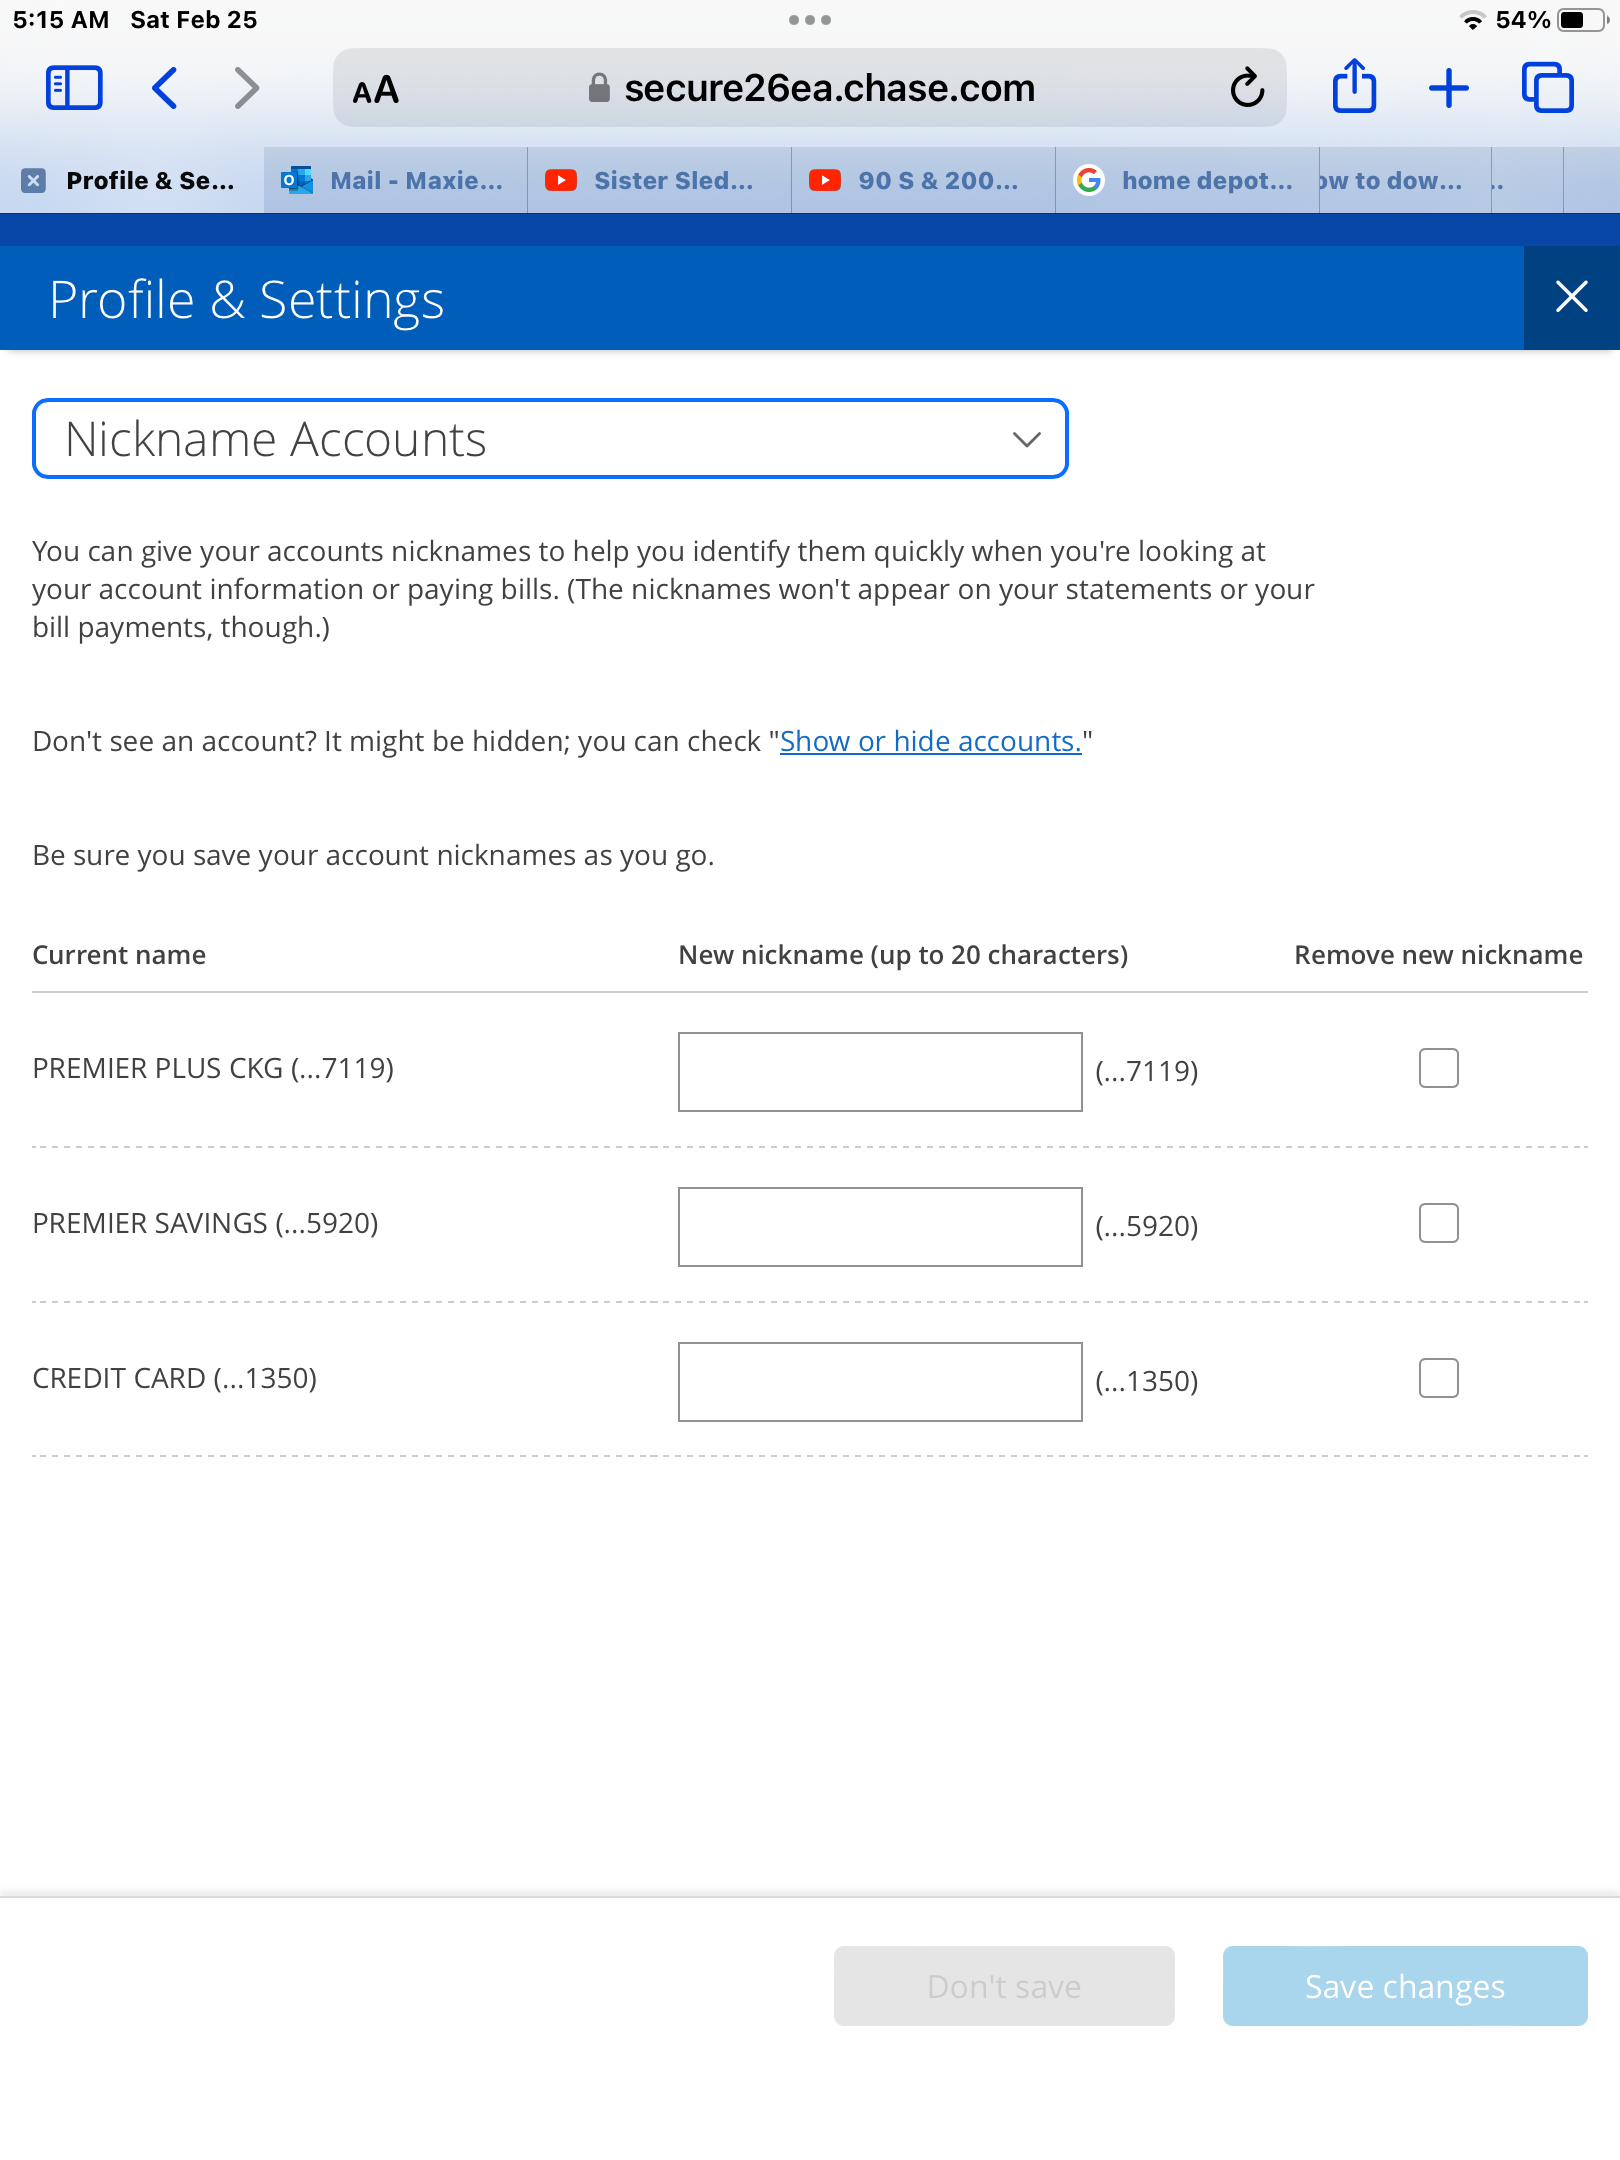 5:15 AM Sat Feb 25
54%
AA
secure26ea.chase.com
Profile & Se...
Mail - Maxie...
Sister Sled...
90 S & 200...
home depot...
ow to dow...
..
Profile & Settings
Nickname Accounts
You can give your accounts nicknames to help you identify them quickly when you're looking at
your account information or paying bills. (The nicknames won't appear on your statements or your
bill payments, though.)
Don't see an account? It might be hidden; you can check "Show or hide accounts."
Be sure you save your account nicknames as you go.
Current name New nickname (up to 20 characters) Remove new nickname
PREMIER PLUS CKG (...7119) (...7119)
PREMIER SAVINGS (...5920) (...5920)
CREDIT CARD (...1350) (...1350)
Don't save Save changes